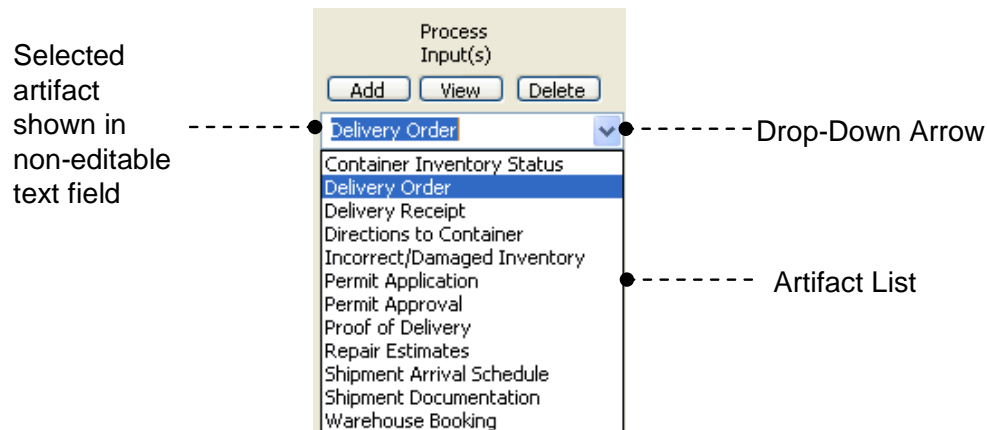 Process
Input(s)
Add View Delete
Selected
artifact
shown in
non-editable
text field
Delivery Order
Drop-Down Arrow
Container Inventory Status
Delivery Order
Delivery Receipt
Directions to Container
Incorrect/Damaged Inventory
Permit Application
Permit Approval
Proof of Delivery
Repair Estimates
Shipment Arrival Schedule
Shipment Documentation
Warehouse Booking
Artifact List